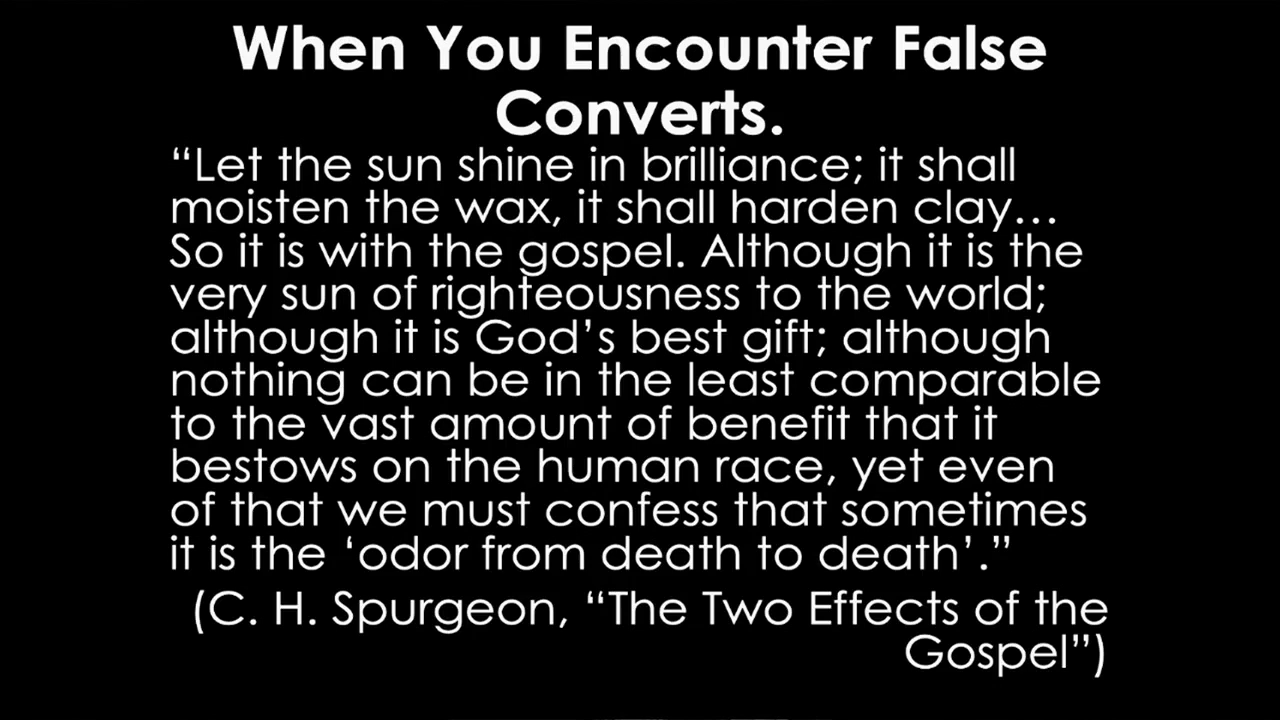 When You Encounter False
Converts.
“Let the sun shine in brilliance; it shall
moisten the wax, it shall harden clay…
So it is with the gospel. Although it is the
very sun of righteousness to the world;
although it is God’s best gift; although
nothing can be in the least comparable
to the vast amount of benefit that it
bestows on the human race, yet even
of that we must confess that sometimes
it is the ‘odor from death to death’.”
(C. H. Spurgeon, “The Two Effects of the
Gospel”)